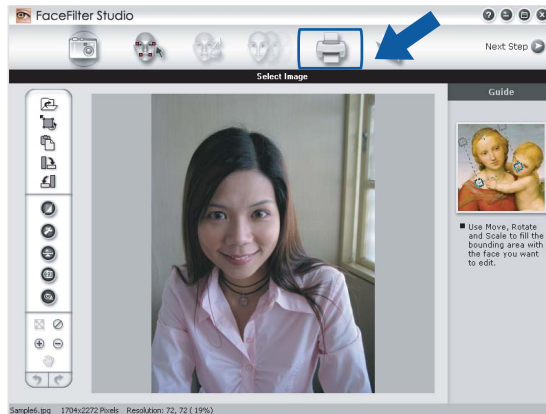 FaceFilter Studio
Next Step
Select Image
Guide
Use Move, Rotate
and Scale to fill the
bounding area with
the face you want
to edit.
Sample6.jpg 1704x2272 Pixels Resolution: 72, 72 ( 19%)